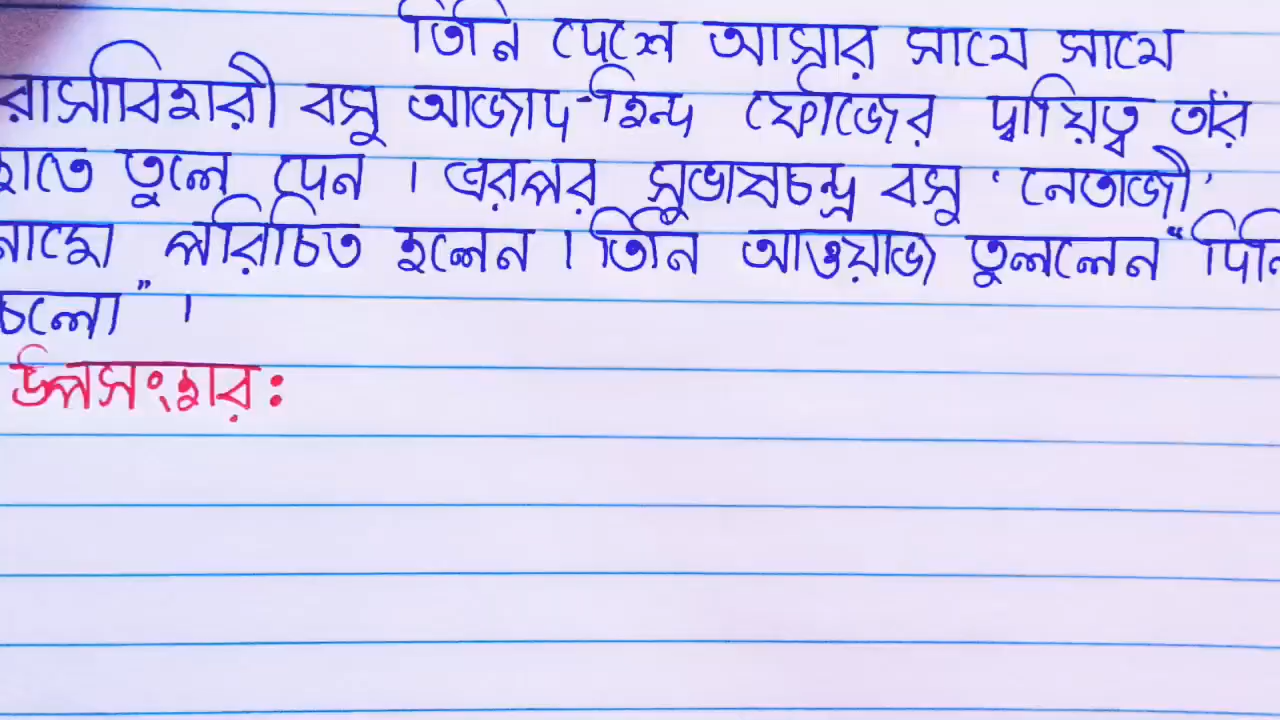 তিনি দেশে আসার সাথে সাথে
রাসবিহারী বসু আজাদ-হিন্দ ফৌজের দ্বায়িত্ব তাঁর
হাতে তুলে দেন । এরপর সুভাষচন্দ্র বসু ‘নেতাজী’
নামে পরিচিত হলেন । তিনি আওয়াজ তুললেন “দিল্লি
চলো” ।
উপসংহার :